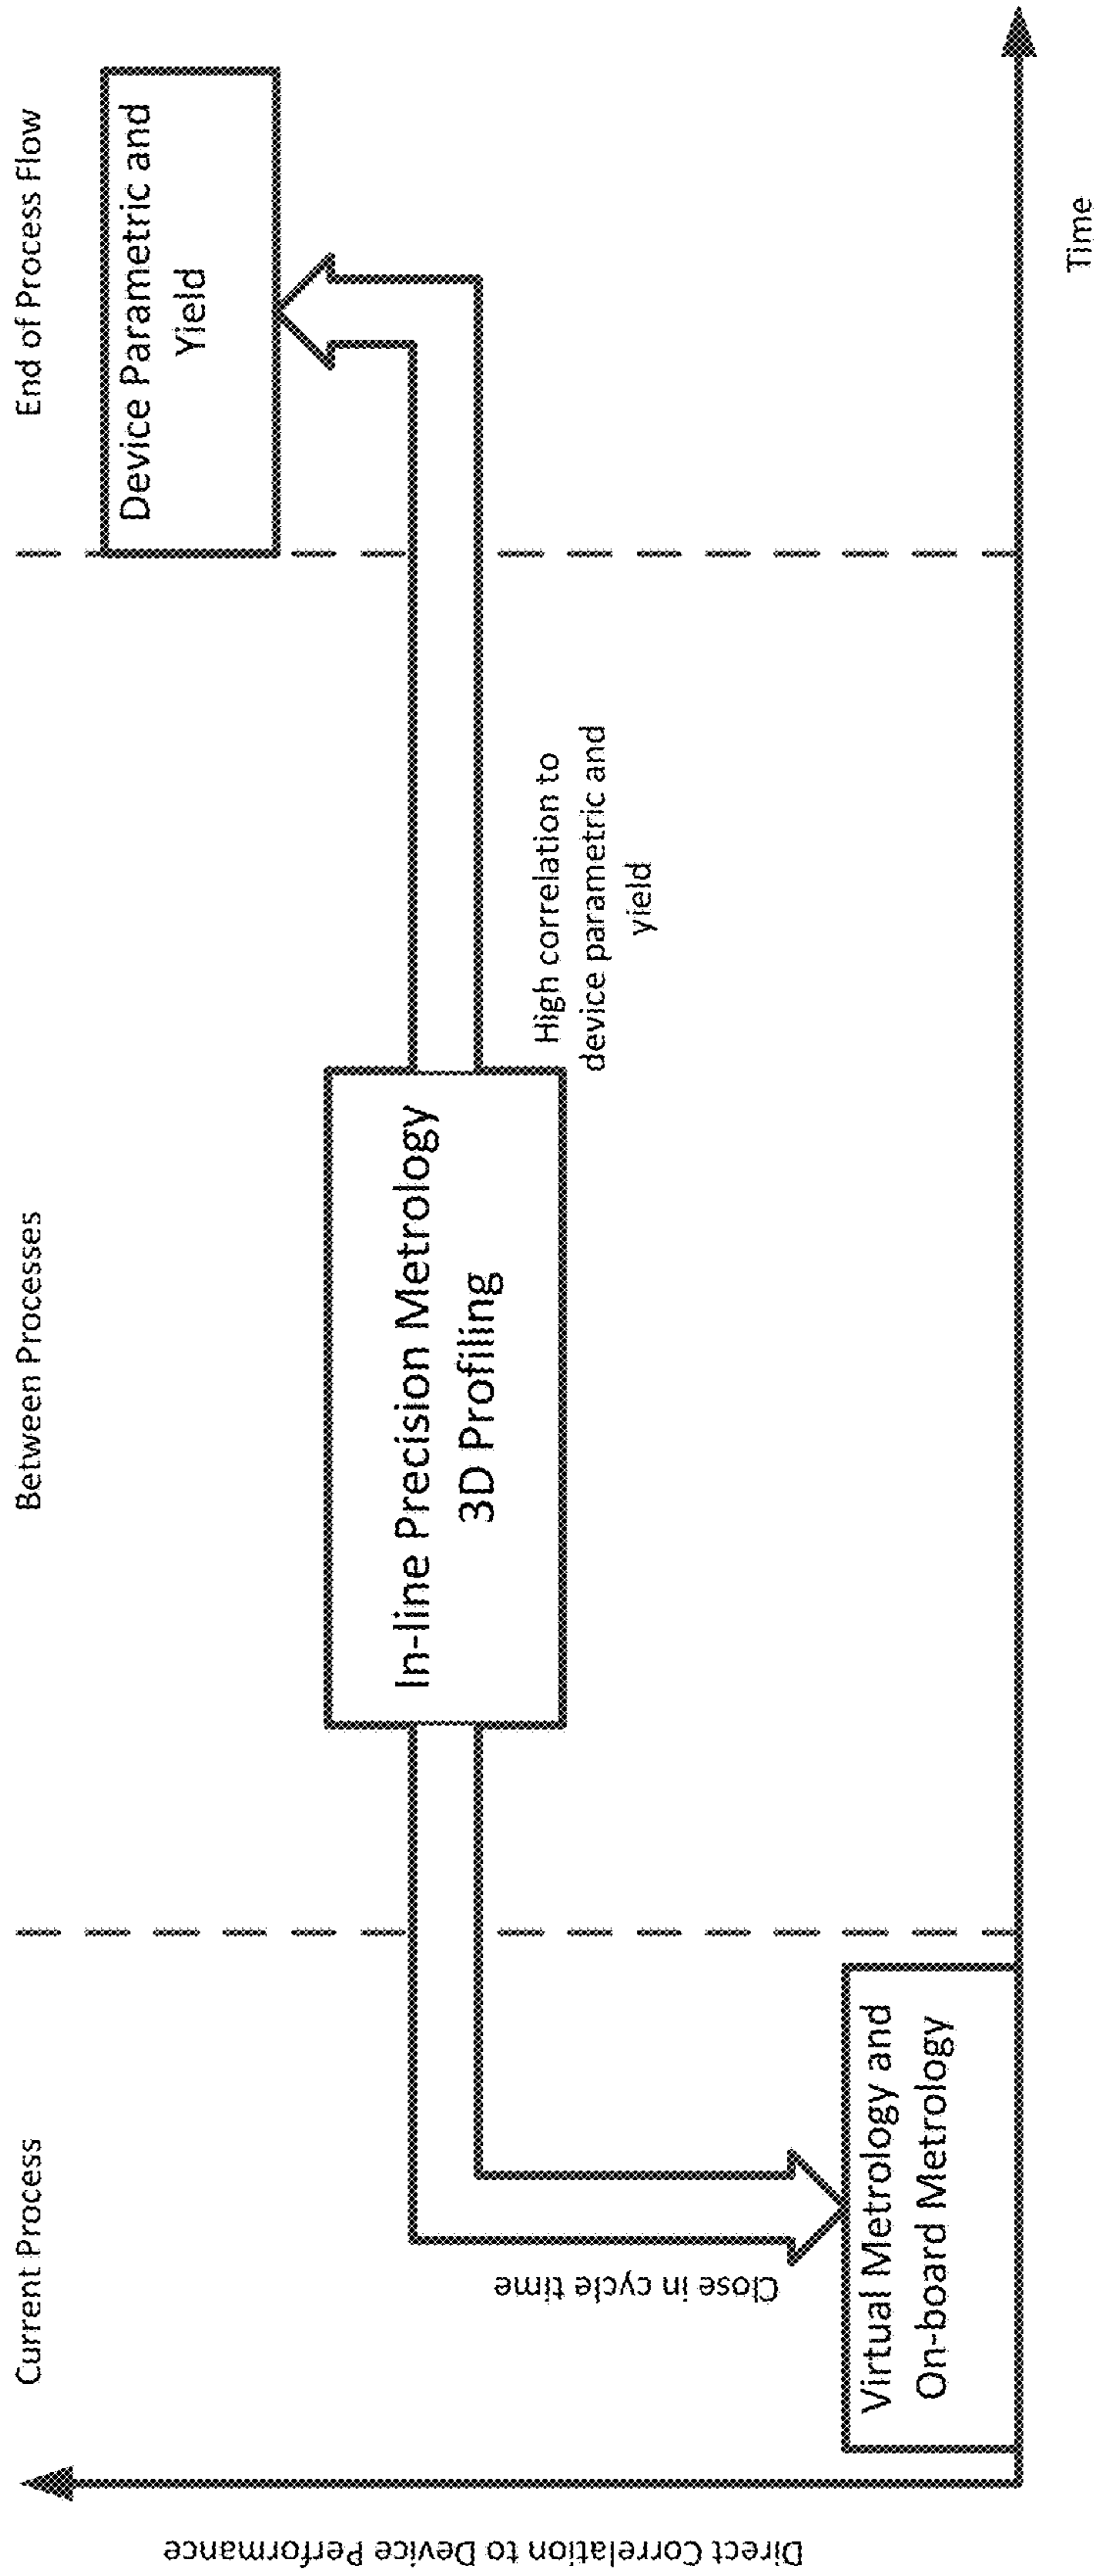 Current Process
Between Processes
End of Process Flow
Direct Correlation to Device Performance
Device Parametric and
Yield
In-line Precision Metrology
3D Profiling
High correlation to
device parametric and
yield
Close in cycle time
Virtual Metrology and
On-board Metrology
Time